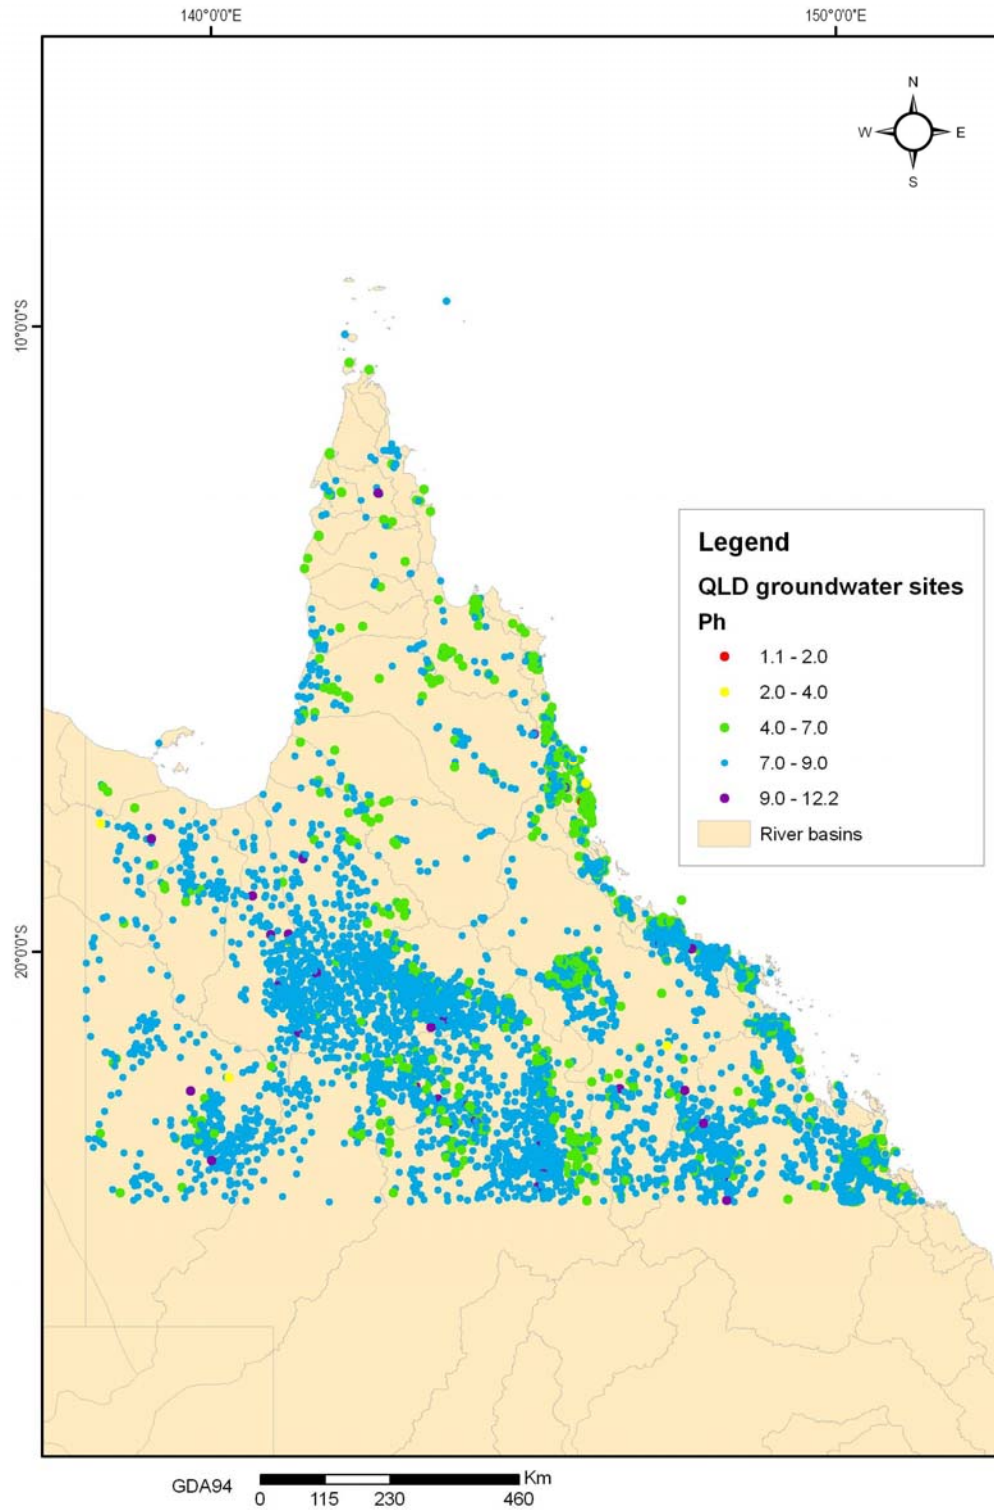 140°0'0"E
150°0'0"E
N
W
E
S
10°0'0"S
20°0'0"S
Legend
QLD groundwater sites
Ph
1.1 - 2.0
2.0 - 4.0
4.0 - 7.0
7.0 - 9.0
9.0 - 12.2
River basins
GDA94
Km
0
115
230
460